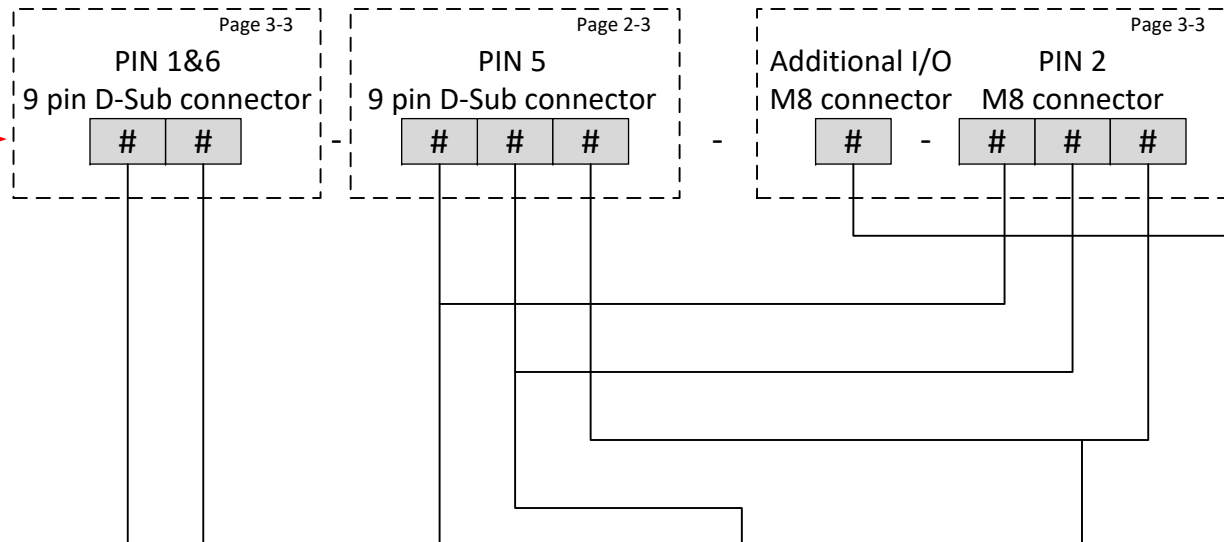 Page 3-3
PIN 1&6
9 pin D-Sub connector
# #
-
Page 2-3
PIN 5
9 pin D-Sub connector
# # #
-
Page 3-3
Additional I/O
M8 connector
#
-
PIN 2
M8 connector
# # #